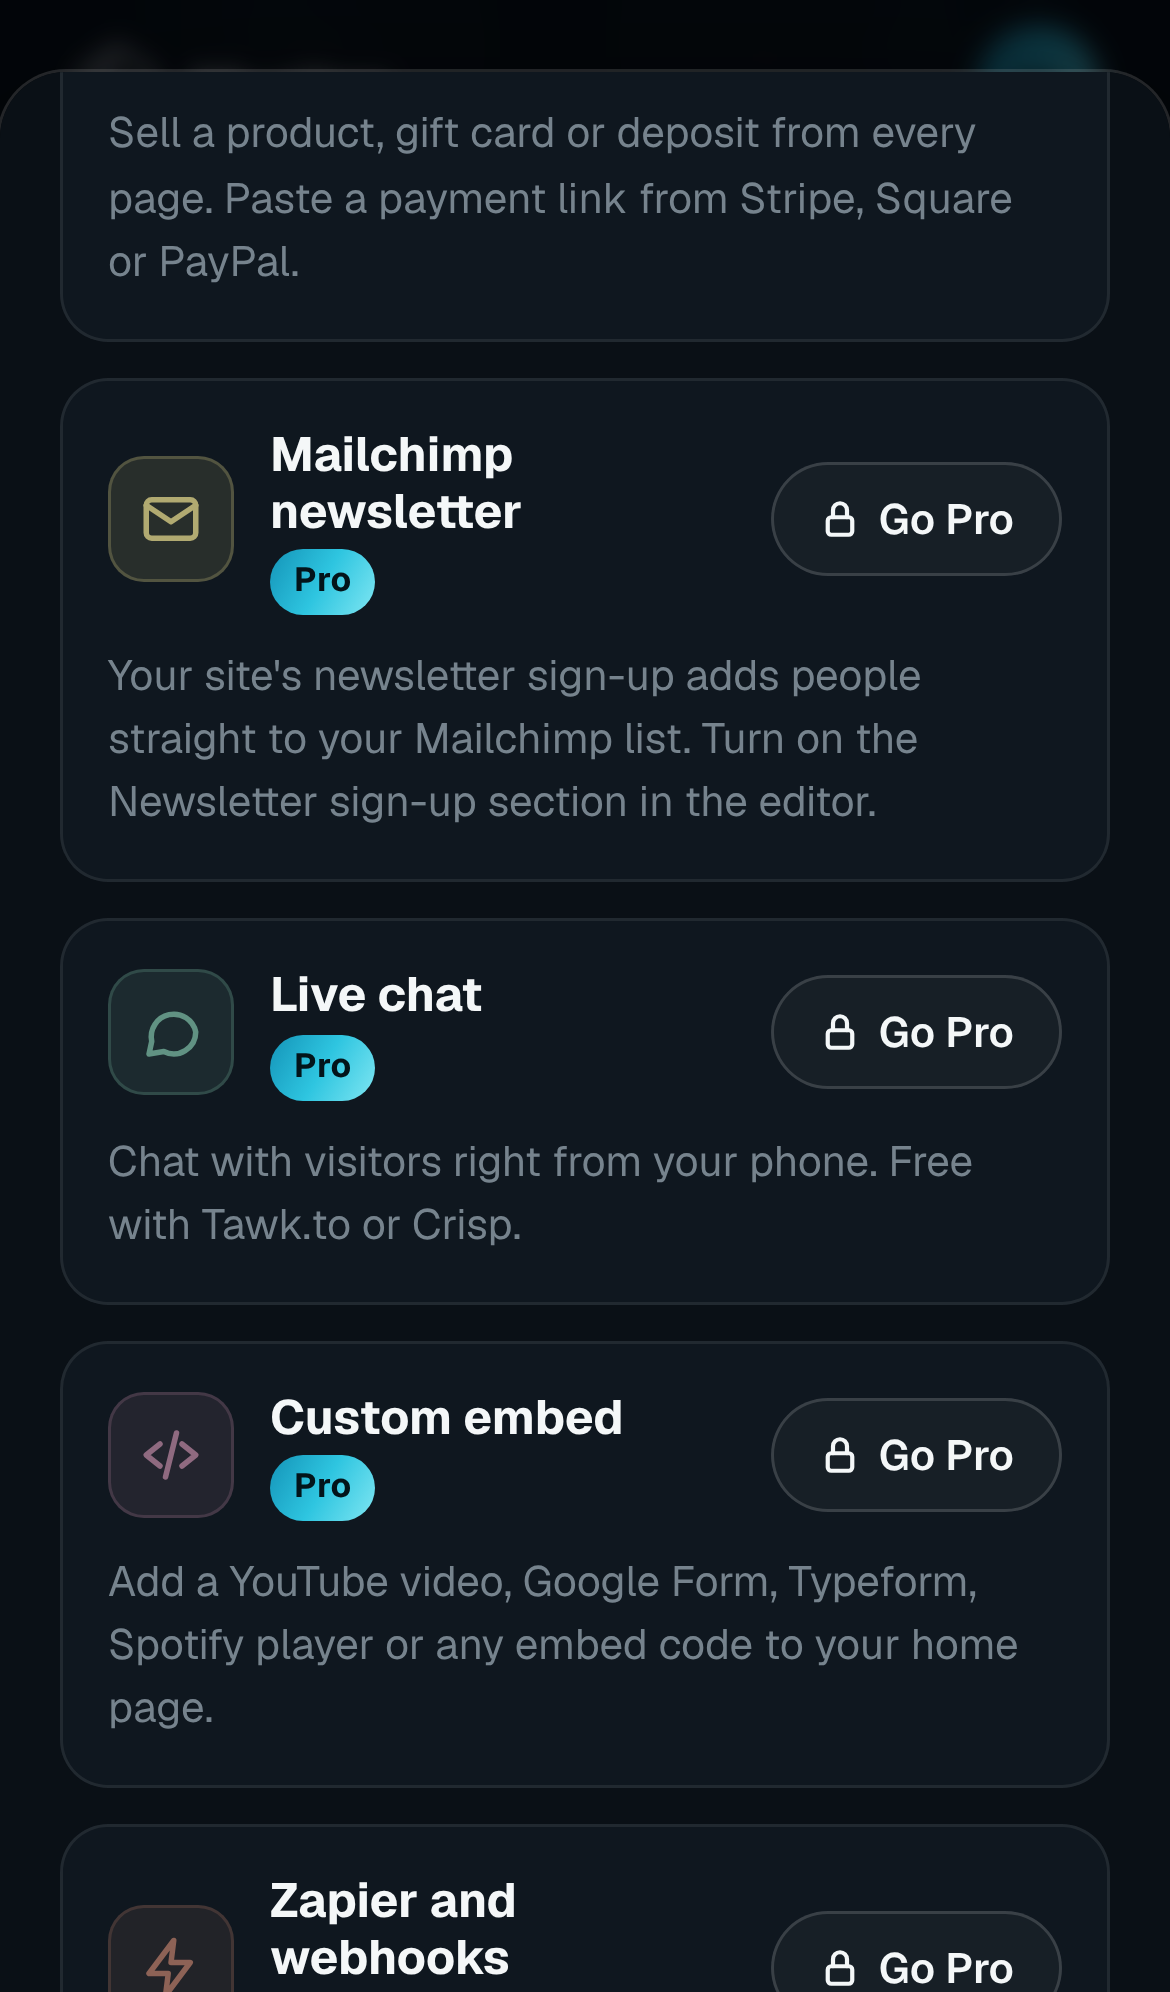 Sell a product, gift card or deposit from every
page. Paste a payment link from Stripe, Square
or PayPal.
Mailchimp
newsletter
Pro
Go Pro
Your site's newsletter sign-up adds people
straight to your Mailchimp list. Turn on the
Newsletter sign-up section in the editor.
Live chat
Pro
Go Pro
Chat with visitors right from your phone. Free
with Tawk.to or Crisp.
Custom embed
Pro
Go Pro
Add a YouTube video, Google Form, Typeform,
Spotify player or any embed code to your home
page.
Zapier and
webhooks
Go Pro